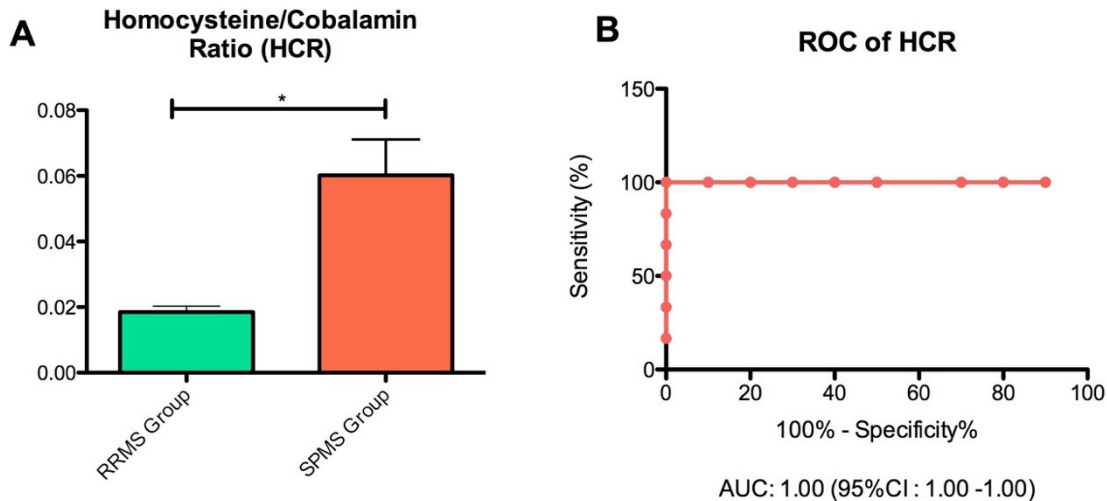 A
Homocysteine/Cobalamin
Ratio (HCR)
*
0.08
0.06
0.04
0.02
0.00
RRMS Group
SPMS Group
B
ROC of HCR
Sensitivity (%)
150
100
50
0
0 20 40 60 80 100
100% - Specificity%
AUC: 1.00 (95%CI : 1.00 -1.00)